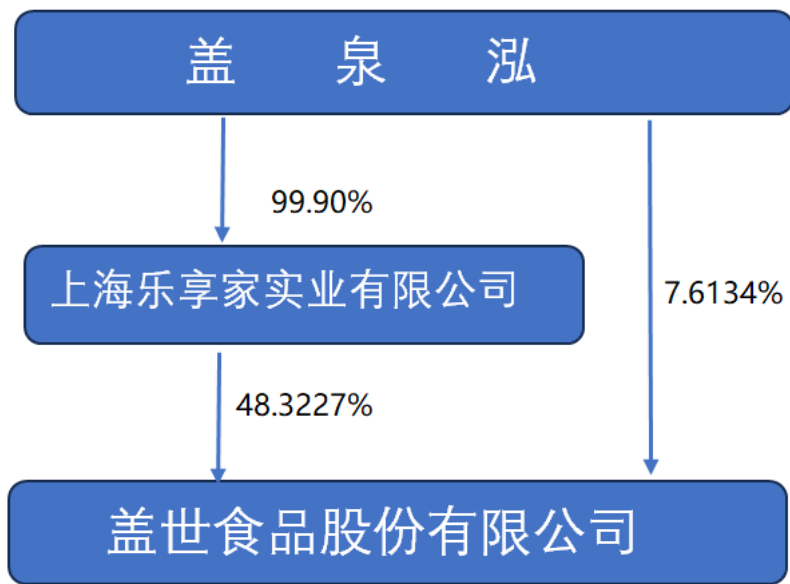 盖 泉 泓
99.90%
上海乐享家实业有限公司
7.6134%
48.3227%
盖世食品股份有限公司